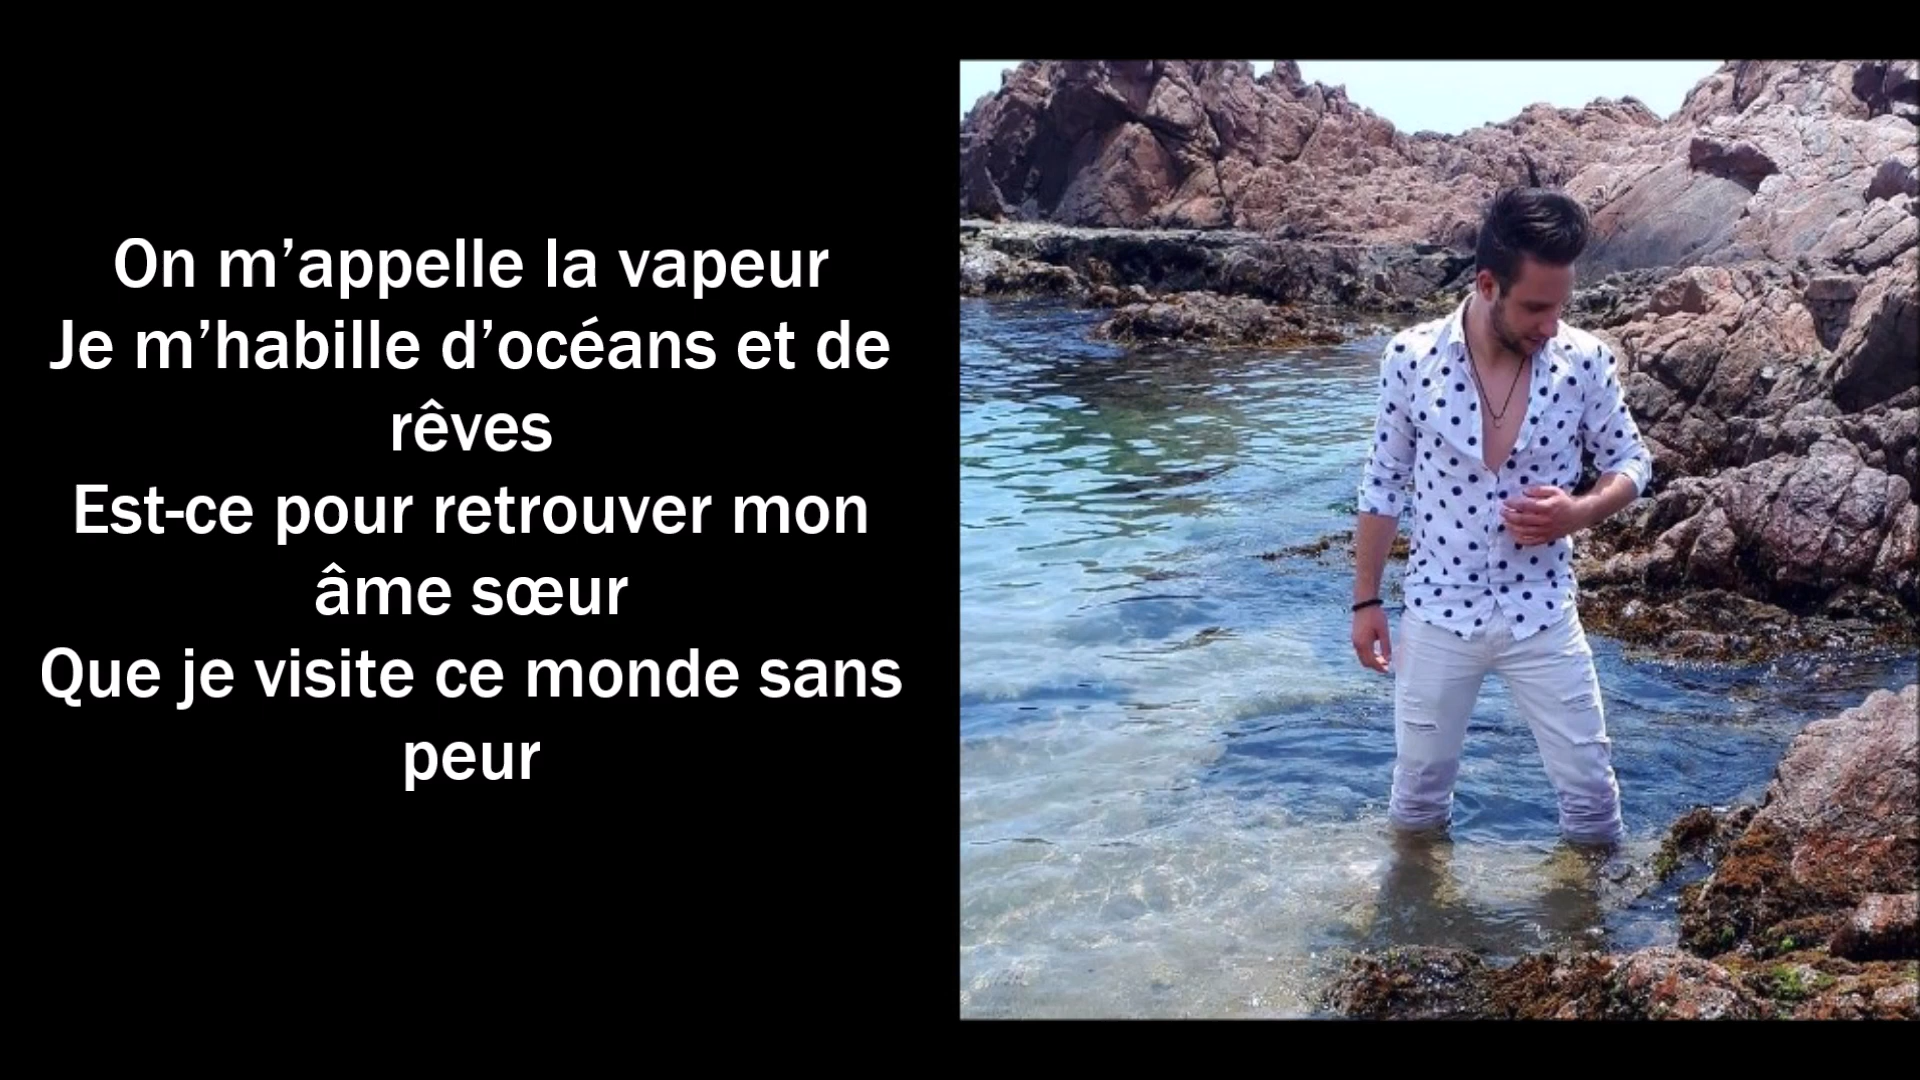 On m’appelle la vapeur
Je m’habille d’océans et de
rêves
Est-ce pour retrouver mon
âme sœur
Que je visite ce monde sans
peur